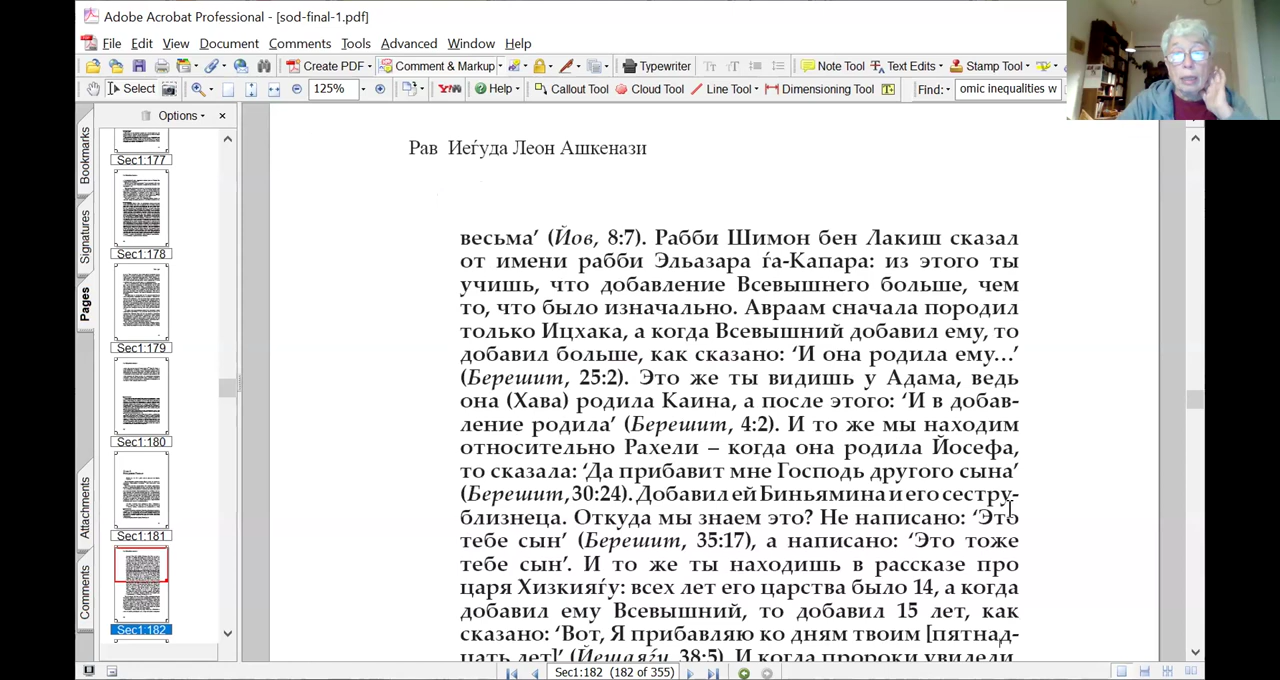 Adobe Acrobat Professional - [sod-final-1.pdf]
File Edit View Document Comments Tools Advanced Window Help
Create PDF Comment & Markup Typewriter Note Tool Text Edits Stamp Tool
Select 125% Y!∞ Help Callout Tool Cloud Tool Line Tool Dimensioning Tool Find: omic inequalities w
Options
Bookmarks
Signatures
Pages
Attachments
Comments
Sec1:177
Sec1:178
Sec1:179
Sec1:180
Sec1:181
Sec1:182
Рав Иеѓуда Леон Ашкенази
весьма’ (Йов, 8:7). Рабби Шимон бен Лакиш сказал
от имени рабби Эльазара ѓа-Капара: из этого ты
учишь, что добавление Всевышнего больше, чем
то, что было изначально. Авраам сначала породил
только Ицхака, а когда Всевышний добавил ему, то
добавил больше, как сказано: ‘И она родила ему...’
(Берешит, 25:2). Это же ты видишь у Адама, ведь
она (Хава) родила Каина, а после этого: ‘И в добав-
ление родила’ (Берешит, 4:2). И то же мы находим
относительно Рахели – когда она родила Йосефа,
то сказала: ‘Да прибавит мне Господь другого сына’
(Берешит, 30:24). Добавил ей Биньямина и его сестру-
близнеца. Откуда мы знаем это? Не написано: ‘Это
тебе сын’ (Берешит, 35:17), а написано: ‘Это тоже
тебе сын’. И то же ты находишь в рассказе про
царя Хизкияѓу: всех лет его царства было 14, а когда
добавил ему Всевышний, то добавил 15 лет, как
сказано: ‘Вот, Я прибавляю ко дням твоим [пятнад-
цать лет]’ (Йешаяѓу, 38:5). И когда пророки увидели,
Sec1:182 (182 of 355)